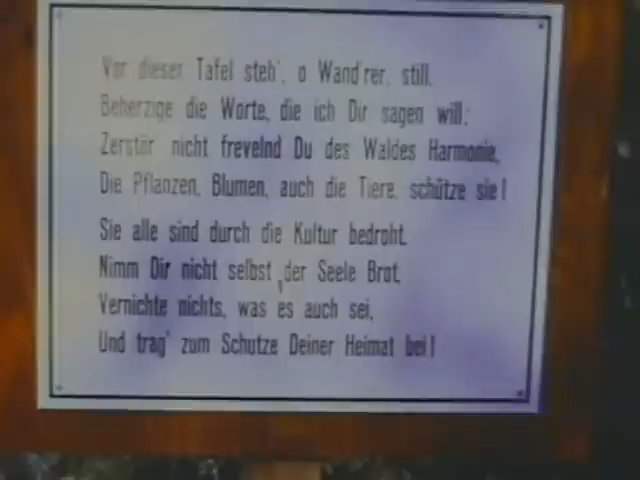 Vor dieser Tafel steh', o Wand'rer, still.
Beherzige die Worte, die ich Dir sagen will:
Zerstör nicht frevelnd Du des Waldes Harmonie,
Die Pflanzen, Blumen, auch die Tiere, schütze sie!
Sie alle sind durch die Kultur bedroht.
Nimm Dir nicht selbst, der Seele Brot,
Vernichte nichts, was es auch sei,
Und trag' zum Schutze Deiner Heimat bei!